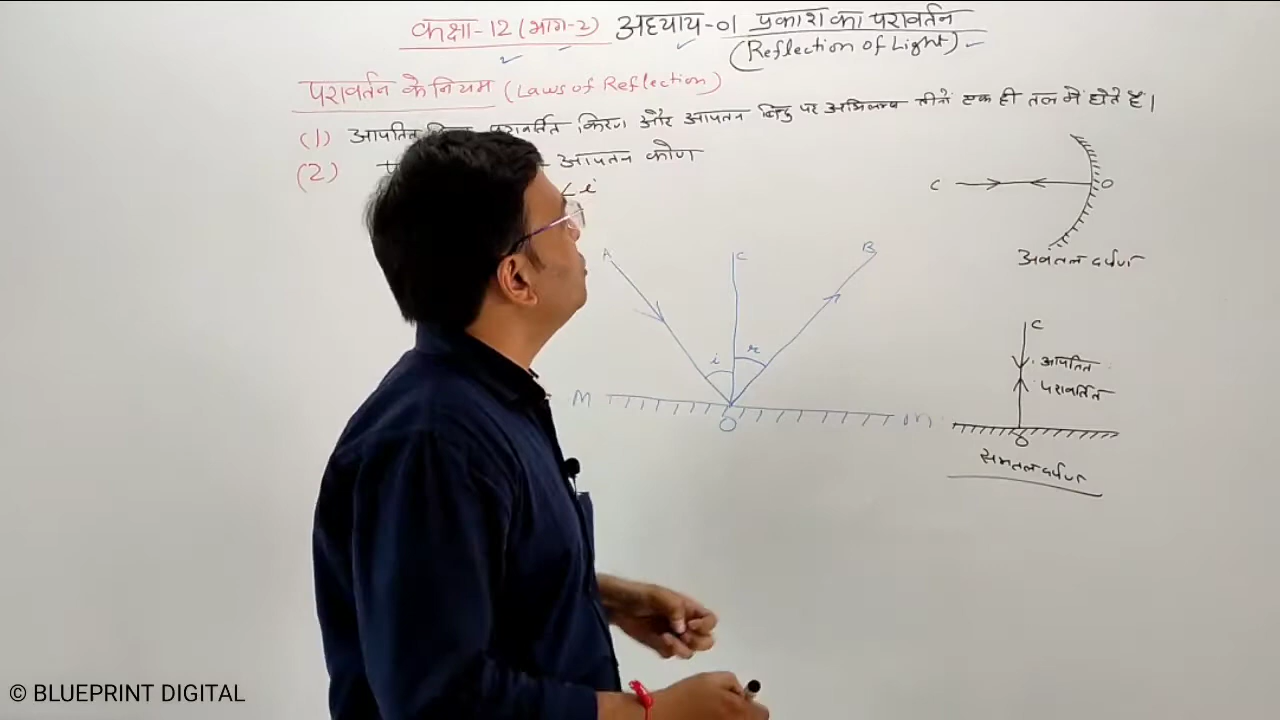 कक्षा-12 (भाग-2) अध्याय-01 प्रकाश का परावर्तन
(Reflection of Light)
परावर्तन के नियम (Laws of Reflection)
(1) आपतित किरण और आपतन बिन्दु पर अभिलम्ब तीनों एक ही तल में होते हैं।
(2) आपतन कोण
∠i
C O
अवतल दर्पण
A C B
i r
M O M
C
आपतित
परावर्तित
O
समतल दर्पण
© BLUEPRINT DIGITAL